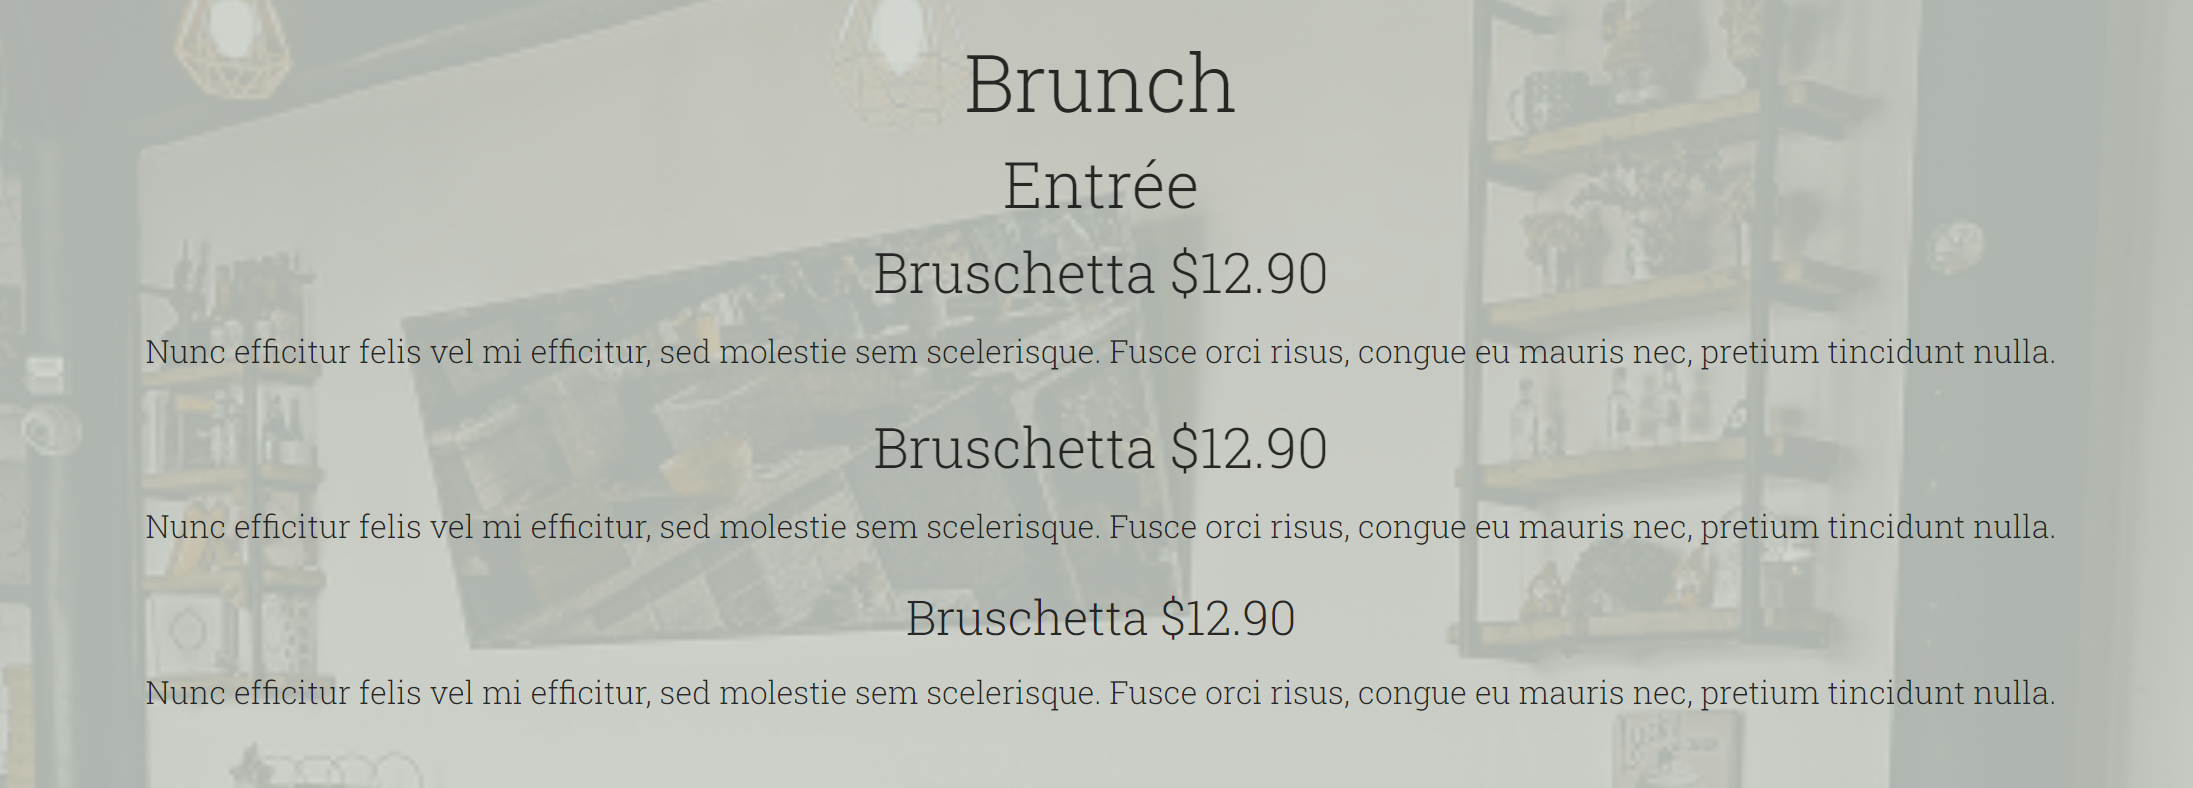 Brunch
Entrée
Bruschetta $12.90
Nunc efficitur felis vel mi efficitur, sed molestie sem scelerisque. Fusce orci risus, congue eu mauris nec, pretium tincidunt nulla.
Bruschetta $12.90
Nunc efficitur felis vel mi efficitur, sed molestie sem scelerisque. Fusce orci risus, congue eu mauris nec, pretium tincidunt nulla.
Bruschetta $12.90
Nunc efficitur felis vel mi efficitur, sed molestie sem scelerisque. Fusce orci risus, congue eu mauris nec, pretium tincidunt nulla.